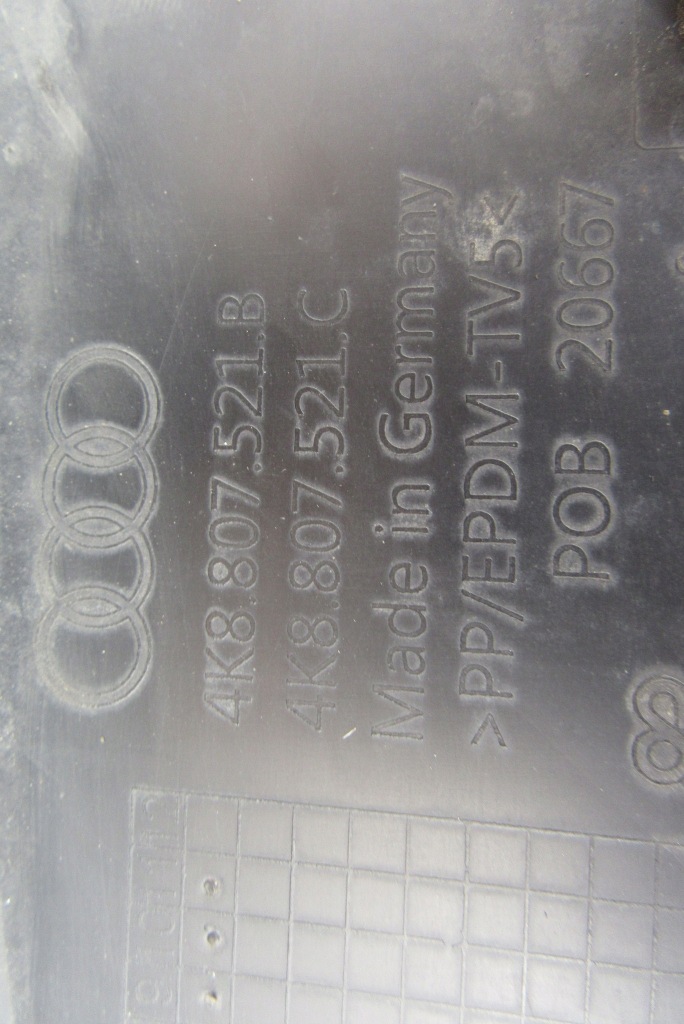 4K8.807.521.B
4K8.807.521.C
Made in Germany
>PP/EPDM-TV5<
POB 20667